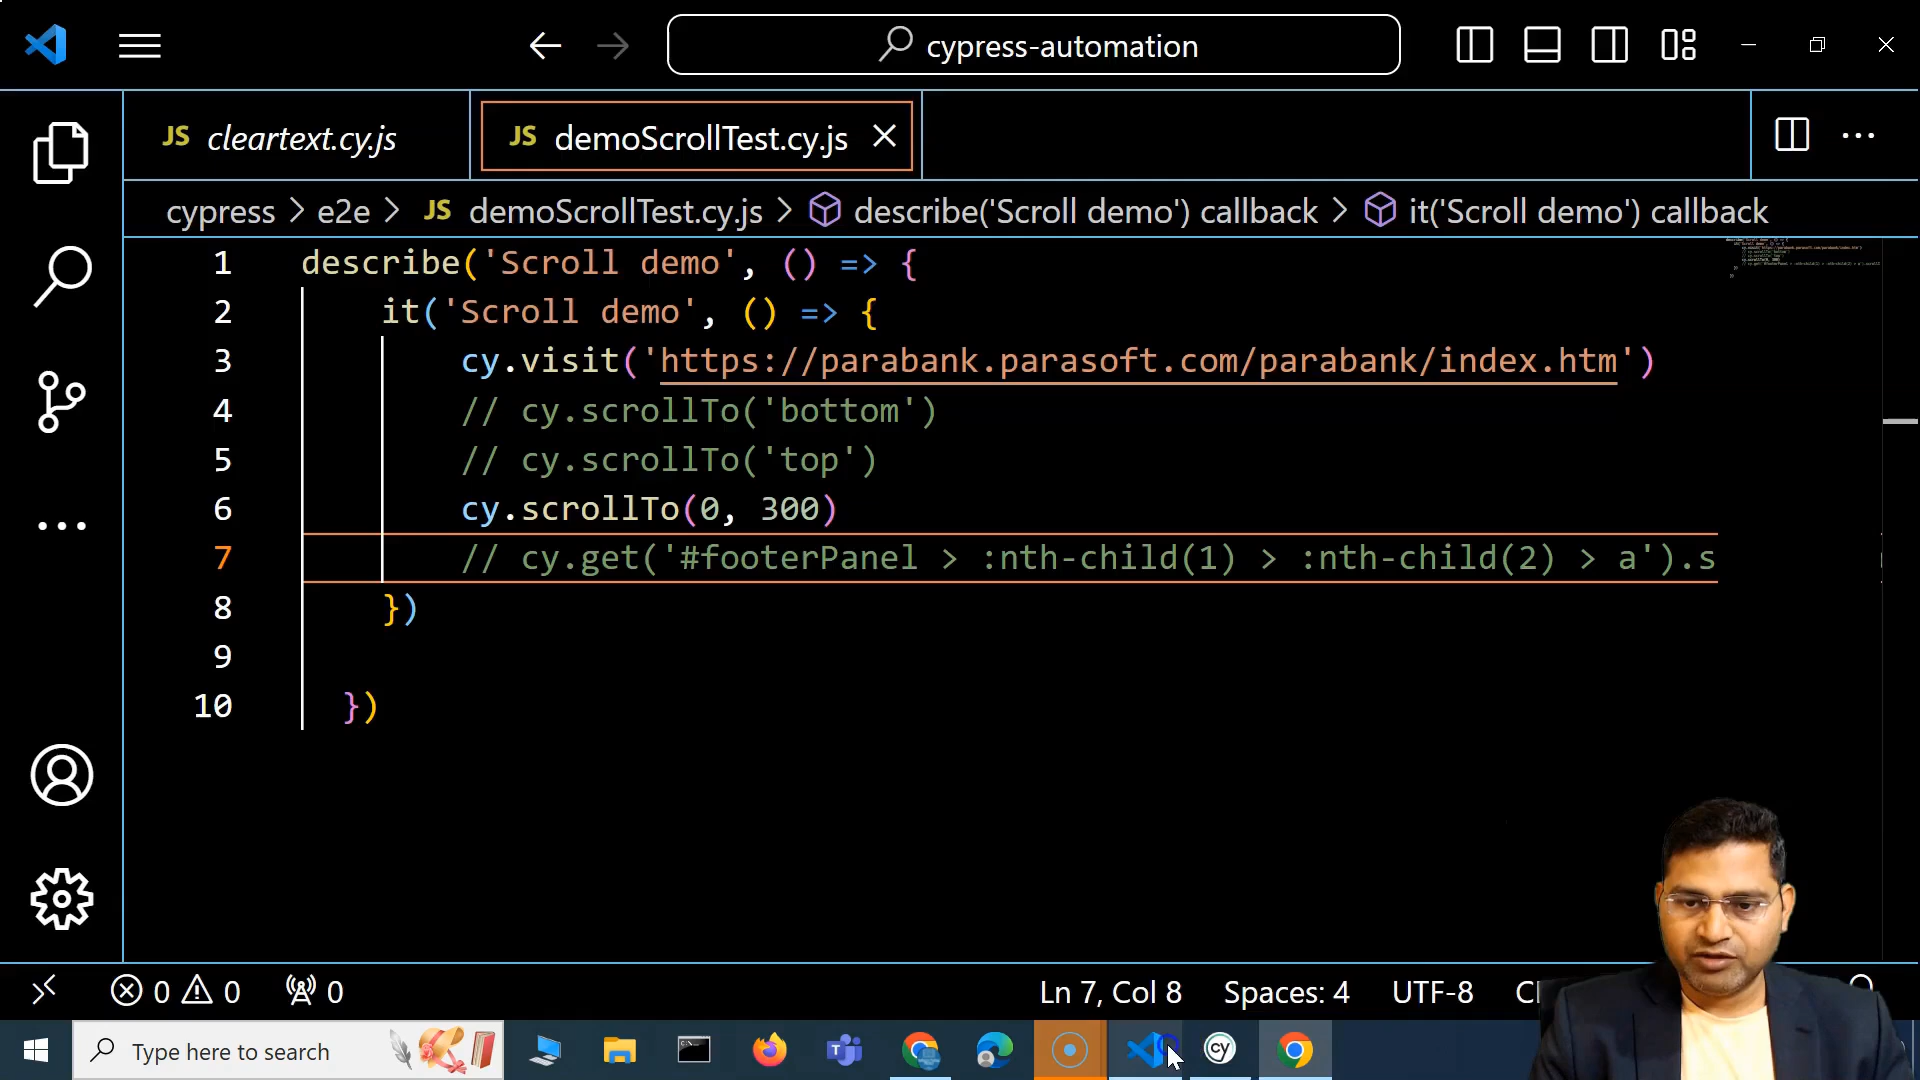 cypress-automation
JS cleartext.cy.js
JS demoScrollTest.cy.js
cypress > e2e > JS demoScrollTest.cy.js > describe('Scroll demo') callback > it('Scroll demo') callback
1 describe('Scroll demo', () => {
2 it('Scroll demo', () => {
3 cy.visit('https://parabank.parasoft.com/parabank/index.htm')
4 // cy.scrollTo('bottom')
5 // cy.scrollTo('top')
6 cy.scrollTo(0, 300)
7 // cy.get('#footerPanel > :nth-child(1) > :nth-child(2) > a').s
8 })
9
10 })
0 0 0 Ln 7, Col 8 Spaces: 4 UTF-8
Type here to search
cy